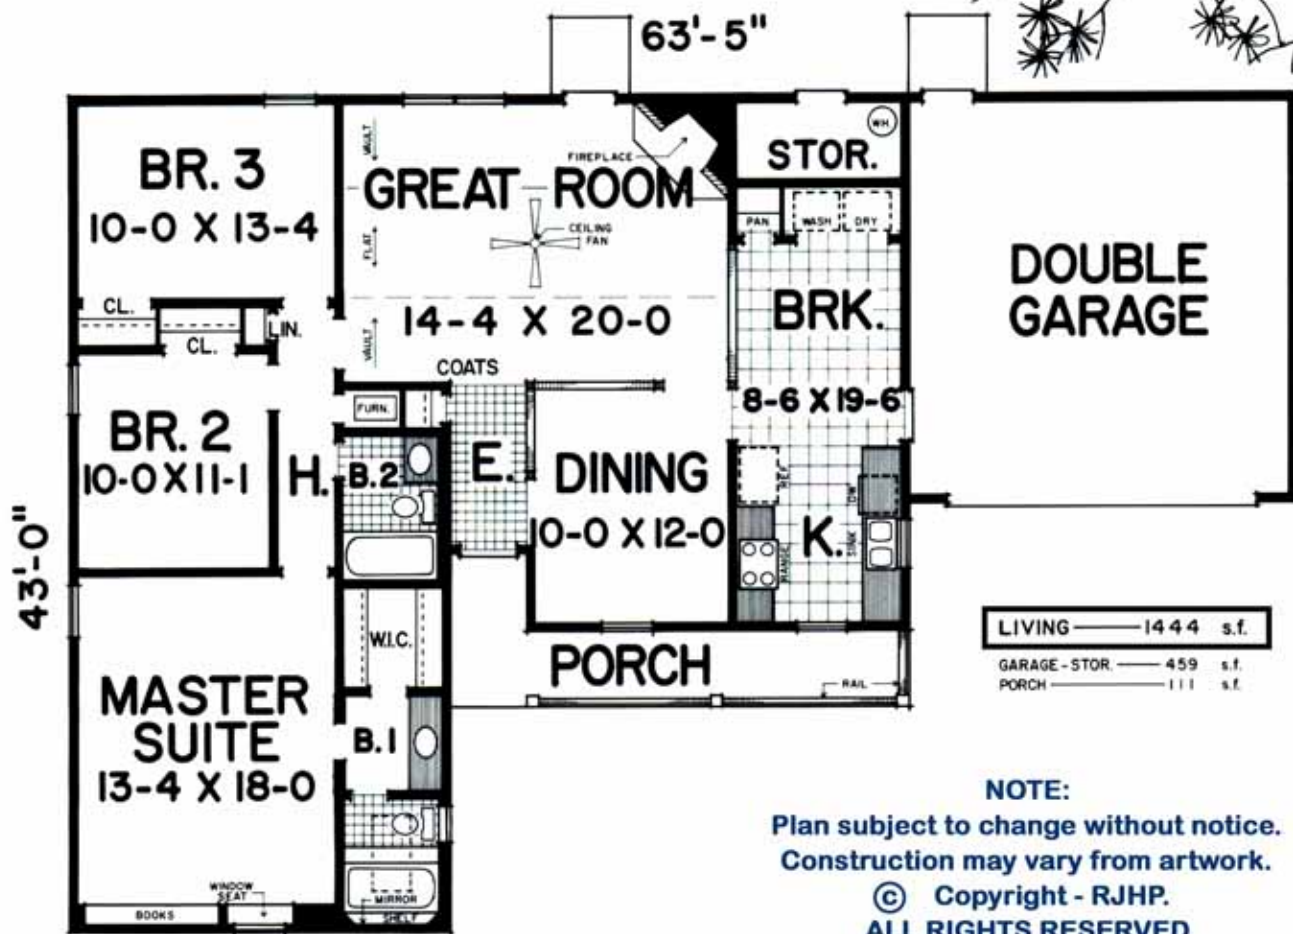 63'-5"
BR. 3
10-0 X 13-4
VAULT
FIREPLACE
GREAT ROOM
CEILING
FAN
FLAT
14-4 X 20-0
VAULT
STOR.
WH.
PAN
WASH
DRY
BRK.
8-6 X 19-6
DOUBLE
GARAGE
CL.
CL.
LIN.
COATS
FURN.
BR. 2
10-0 X 11-1
H.
B.2
E.
DINING
10-0 X 12-0
REF
DW
K.
SINK
RANGE
43'-0"
W.I.C.
PORCH
RAIL
LIVING 1444 s.f.
GARAGE-STOR. 459 s.f.
PORCH 111 s.f.
MASTER
SUITE
13-4 X 18-0
B.1
WINDOW
SEAT
BOOKS
MIRROR
SHELF
NOTE:
Plan subject to change without notice.
Construction may vary from artwork.
© Copyright - RJHP.
ALL RIGHTS RESERVED